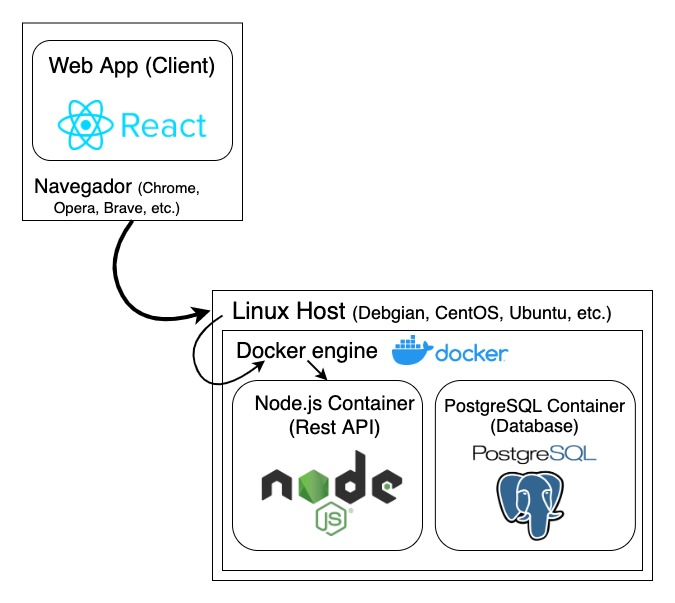 Web App (Client)
React
Navegador (Chrome,
Opera, Brave, etc.)
Linux Host (Debgian, CentOS, Ubuntu, etc.)
Docker engine
docker
Node.js Container
(Rest API)
node
JS
PostgreSQL Container
(Database)
PostgreSQL